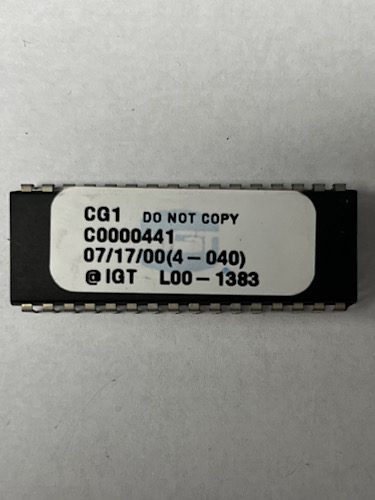 CG1 DO NOT COPY
C0000441
07/17/00(4-040)
@ IGT L00-1383